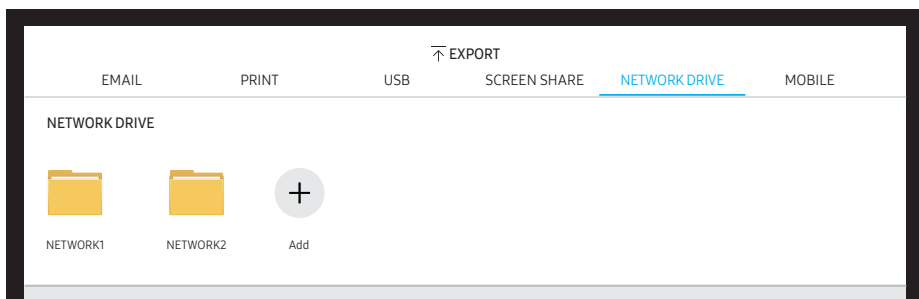 EXPORT
EMAIL PRINT USB SCREEN SHARE NETWORK DRIVE MOBILE
NETWORK DRIVE
NETWORK1 NETWORK2 Add